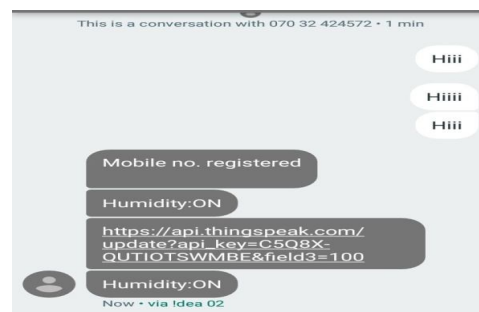 This is a conversation with 070 32 424572 • 1 min
Hiii
Hiiii
Hiii
Mobile no. registered
Humidity:ON
https://api.thingspeak.com/
update?api_key=C5Q8X-
QUTIOTSWMBE&field3=100
Humidity:ON
Now • via !dea 02